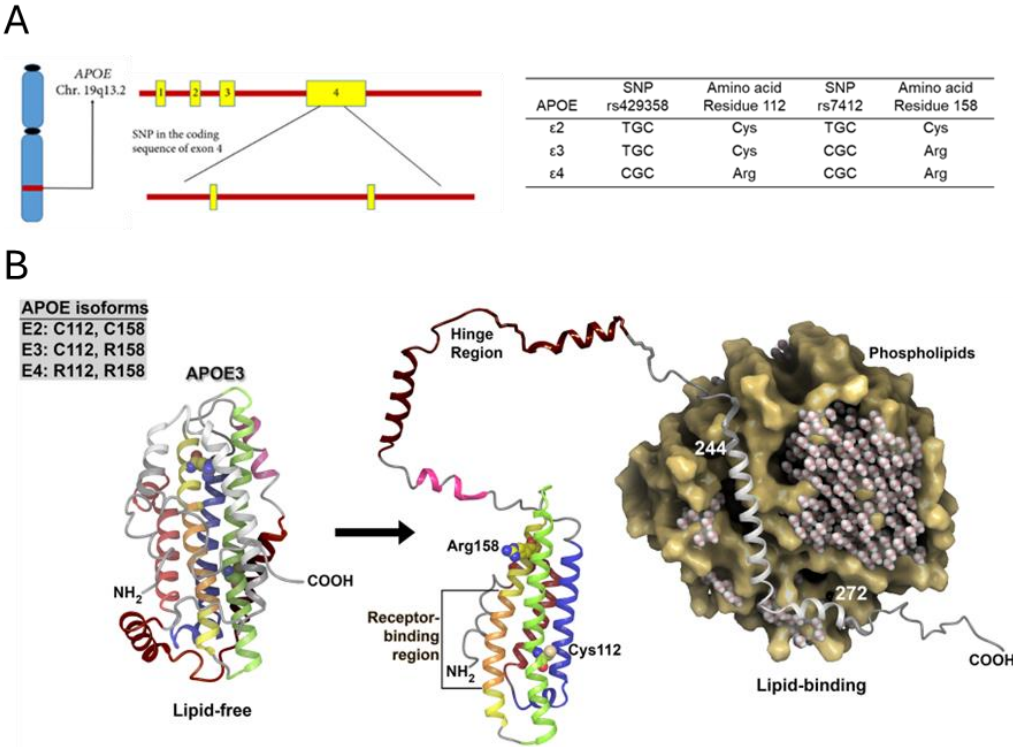 A
APOE
Chr. 19q13.2
1 2 3 4
SNP in the coding
sequence of exon 4
SNP Amino acid SNP Amino acid
APOE rs429358 Residue 112 rs7412 Residue 158
ε2 TGC Cys TGC Cys
ε3 TGC Cys CGC Arg
ε4 CGC Arg CGC Arg
B
APOE isoforms
E2: C112, C158
E3: C112, R158
E4: R112, R158
APOE3
NH2
COOH
Lipid-free
Hinge
Region
Arg158
Receptor-
binding
region
NH2
Cys112
Phospholipids
244
272
COOH
Lipid-binding